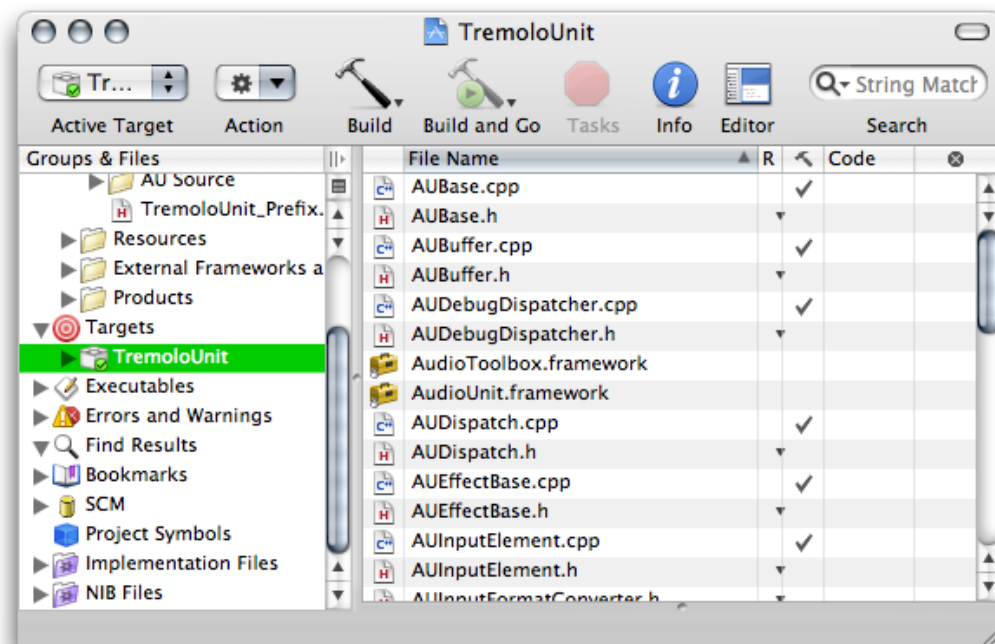 TremoloUnit
Tr...
String Match
Active Target
Action
Build
Build and Go
Tasks
Info
Editor
Search
Groups & Files
File Name
R
Code
AU Source
TremoloUnit_Prefix.
Resources
External Frameworks a
Products
Targets
TremoloUnit
Executables
Errors and Warnings
Find Results
Bookmarks
SCM
Project Symbols
Implementation Files
NIB Files
AUBase.cpp
AUBase.h
AUBuffer.cpp
AUBuffer.h
AUDebugDispatcher.cpp
AUDebugDispatcher.h
AudioToolbox.framework
AudioUnit.framework
AUDispatch.cpp
AUDispatch.h
AUEffectBase.cpp
AUEffectBase.h
AUInputElement.cpp
AUInputElement.h
AUInputFormatConverter.h